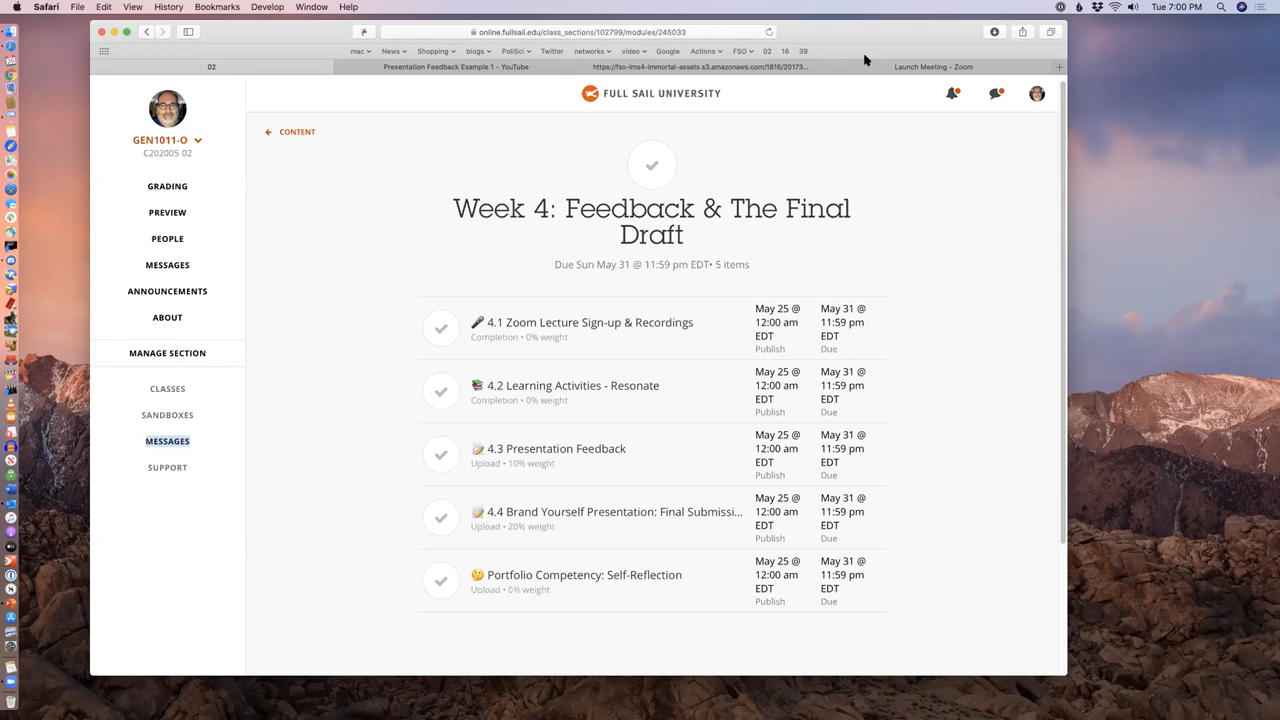 Safari File Edit View History Bookmarks Develop Window Help
Tue 7:00 PM
online.fullsail.edu/class_sections/102799/modules/245033
mac News Shopping blogs PoliSci Twitter networks video Google Actions FSO 02 16 39
02
Presentation Feedback Example 1 - YouTube
https://fso-lms4-immortal-assets.s3.amazonaws.com/1816/20173...
Launch Meeting - Zoom
GEN1011-O
C202005 02
GRADING
PREVIEW
PEOPLE
MESSAGES
ANNOUNCEMENTS
ABOUT
MANAGE SECTION
CLASSES
SANDBOXES
MESSAGES
SUPPORT
FULL SAIL UNIVERSITY
CONTENT
Week 4: Feedback & The Final
Draft
Due Sun May 31 @ 11:59 pm EDT• 5 items
4.1 Zoom Lecture Sign-up & Recordings
Completion • 0% weight
May 25 @
12:00 am
EDT
Publish
May 31 @
11:59 pm
EDT
Due
4.2 Learning Activities - Resonate
Completion • 0% weight
May 25 @
12:00 am
EDT
Publish
May 31 @
11:59 pm
EDT
Due
4.3 Presentation Feedback
Upload • 10% weight
May 25 @
12:00 am
EDT
Publish
May 31 @
11:59 pm
EDT
Due
4.4 Brand Yourself Presentation: Final Submissi...
Upload • 20% weight
May 25 @
12:00 am
EDT
Publish
May 31 @
11:59 pm
EDT
Due
Portfolio Competency: Self-Reflection
Upload • 0% weight
May 25 @
12:00 am
EDT
Publish
May 31 @
11:59 pm
EDT
Due